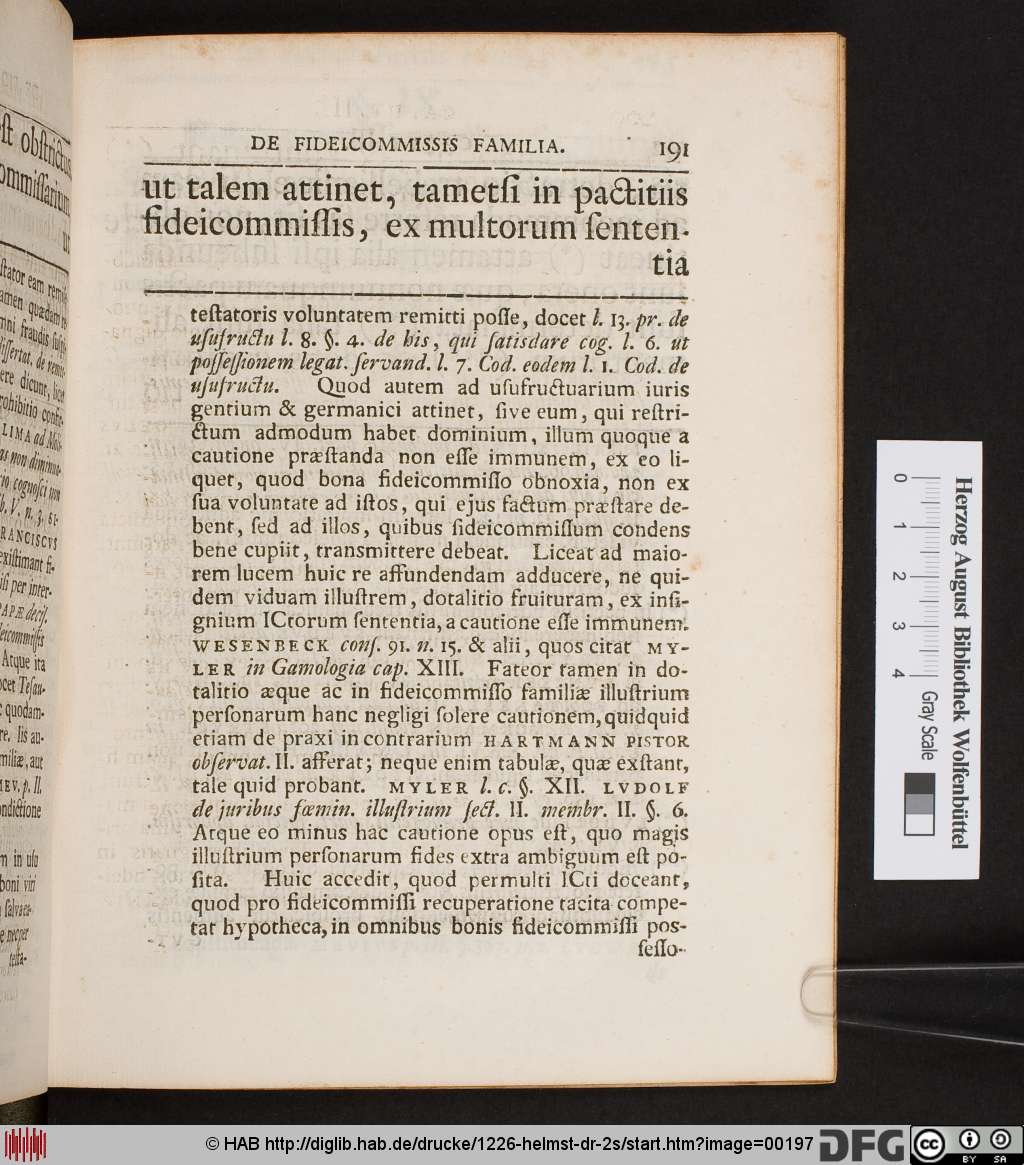 DE FIDEICOMMISSIS FAMILIA. 191
ut talem attinet, tametſi in pactitiis
fideicommiſſis, ex multorum ſenten-
tia
teſtatoris voluntatem remitti poſſe, docet l. 13. pr. de
uſufructu l. 8. §. 4. de his, qui ſatisdare cog. l. 6. ut
poſſeſſionem legat. ſervand. l. 7. Cod. eodem l. 1. Cod. de
uſufructu. Quod autem ad uſufructuarium iuris
gentium & germanici attinet, ſive eum, qui reſtri-
ctum admodum habet dominium, illum quoque a
cautione præſtanda non eſſe immunem, ex eo li-
quet, quod bona fideicommiſſo obnoxia, non ex
ſua voluntate ad iſtos, qui ejus factum præſtare de-
bent, ſed ad illos, quibus fideicommiſſum condens
bene cupiit, transmittere debeat. Liceat ad maio-
rem lucem huic re affundendam adducere, ne qui-
dem viduam illuſtrem, dotalitio fruituram, ex inſi-
gnium ICtorum ſententia, a cautione eſſe immunem.
WESENBECK conſ. 91. n. 15. & alii, quos citat MY-
LER in Gamologia cap. XIII. Fateor tamen in do-
talitio æque ac in fideicommiſſo familiæ illuſtrium
perſonarum hanc negligi ſolere cautionem, quidquid
etiam de praxi in contrarium HARTMANN PISTOR
obſervat. II. afferat; neque enim tabulæ, quæ exſtant,
tale quid probant. MYLER l. c. §. XII. LVDOLF
de juribus fœmin. illuſtrium ſect. II. membr. II. §. 6.
Atque eo minus hac cautione opus eſt, quo magis
illuſtrium perſonarum fides extra ambiguum eſt po-
ſita. Huic accedit, quod permulti ICti doceant,
quod pro fideicommiſſi recuperatione tacita compe-
tat hypotheca, in omnibus bonis fideicommiſſi pos-
ſeſſo-
Herzog August Bibliothek Wolfenbüttel
0 1 2 3 4 Gray Scale
© HAB http://diglib.hab.de/drucke/1226-helmst-dr-2s/start.htm?image=00197 DFG cc BY SA